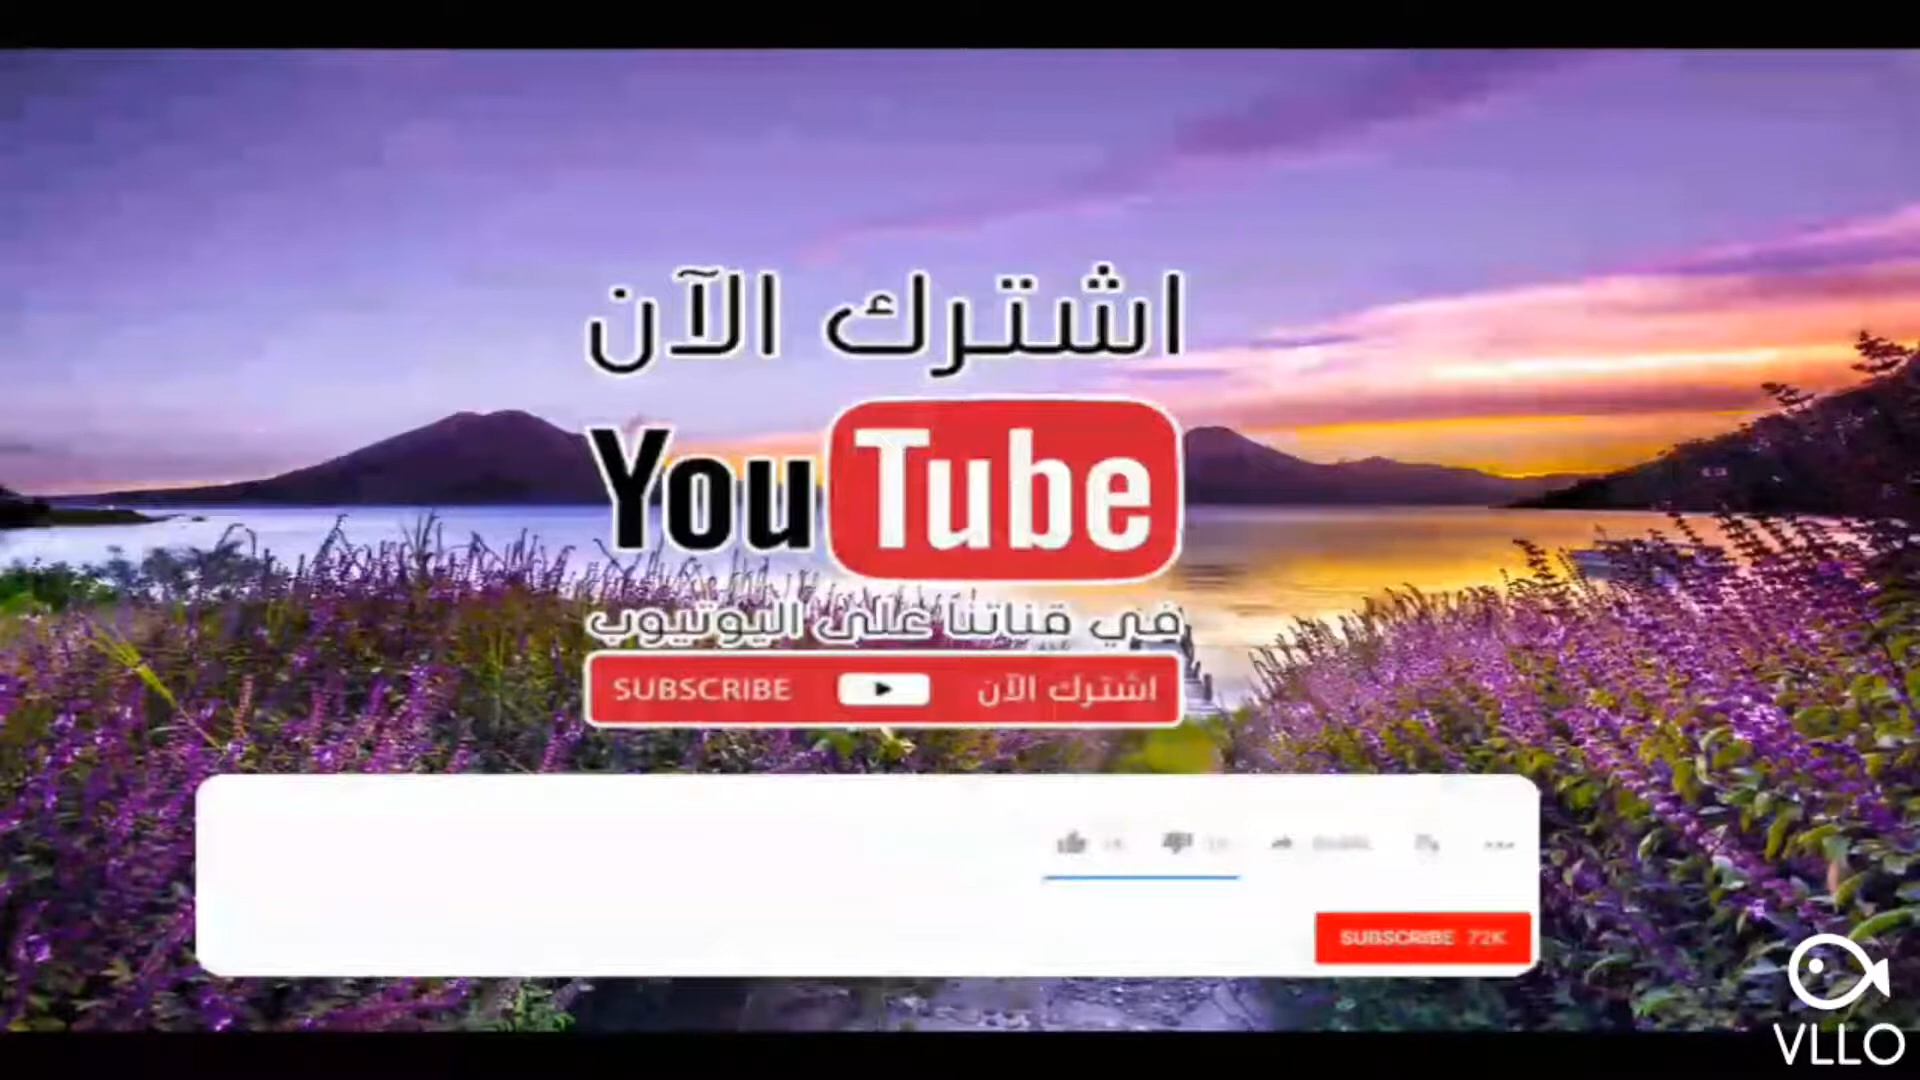 اشترك الآن
YouTube
في قناتنا على اليوتيوب
SUBSCRIBE اشترك الآن
SUBSCRIBE 72K
VLLO